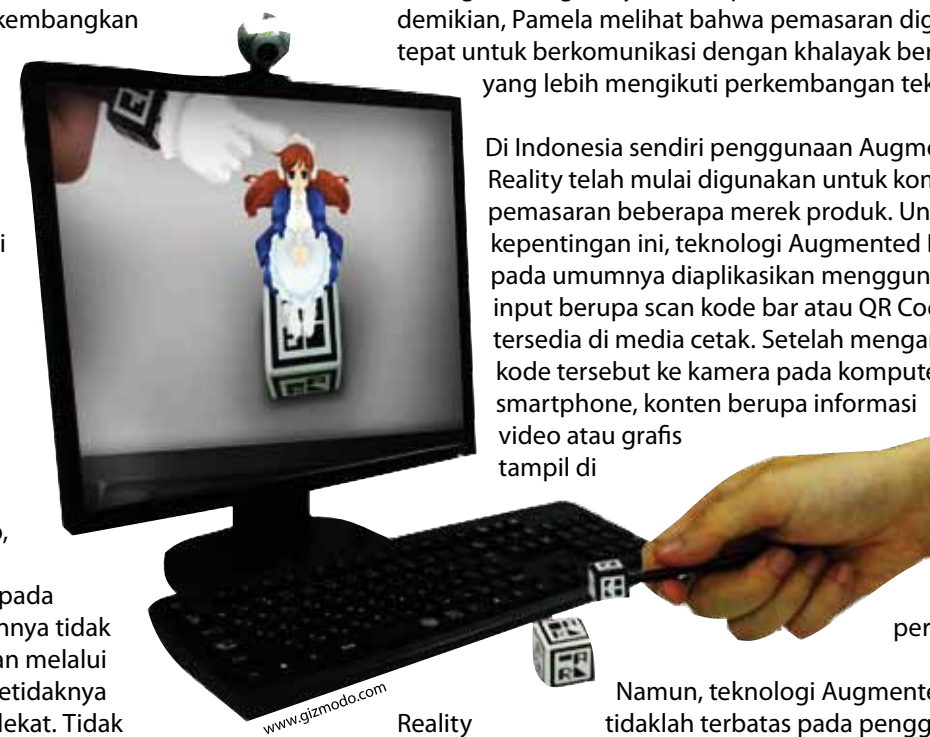 kembangkan
i
pada
nnya tidak
an melalui
etidaknya
lekat. Tidak
demikian, Pamela melihat bahwa pemasaran dig
tepat untuk berkomunikasi dengan khalayak ber
yang lebih mengikuti perkembangan tek
Di Indonesia sendiri penggunaan Augme
Reality telah mulai digunakan untuk kom
pemasaran beberapa merek produk. Un
kepentingan ini, teknologi Augmented
pada umumnya diaplikasikan menggun
input berupa scan kode bar atau QR Co
tersedia di media cetak. Setelah mengar
kode tersebut ke kamera pada kompute
smartphone, konten berupa informasi
video atau grafis
tampil di
per
Namun, teknologi Augmente
Reality tidaklah terbatas pada pengg
www.gizmodo.com